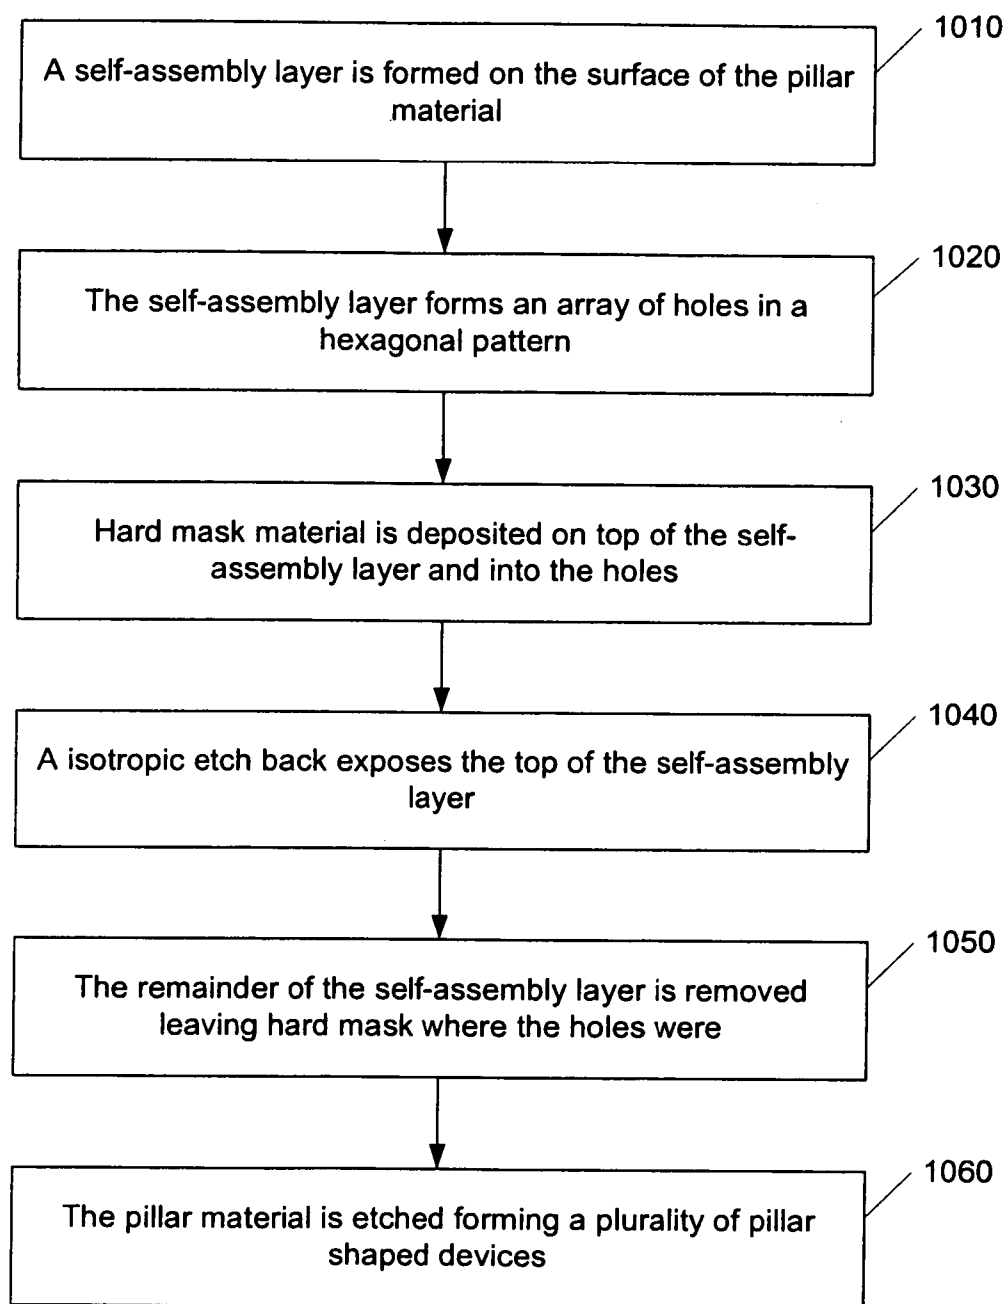 1010
A self-assembly layer is formed on the surface of the pillar
material
1020
The self-assembly layer forms an array of holes in a
hexagonal pattern
1030
Hard mask material is deposited on top of the self-
assembly layer and into the holes
1040
A isotropic etch back exposes the top of the self-assembly
layer
1050
The remainder of the self-assembly layer is removed
leaving hard mask where the holes were
1060
The pillar material is etched forming a plurality of pillar
shaped devices